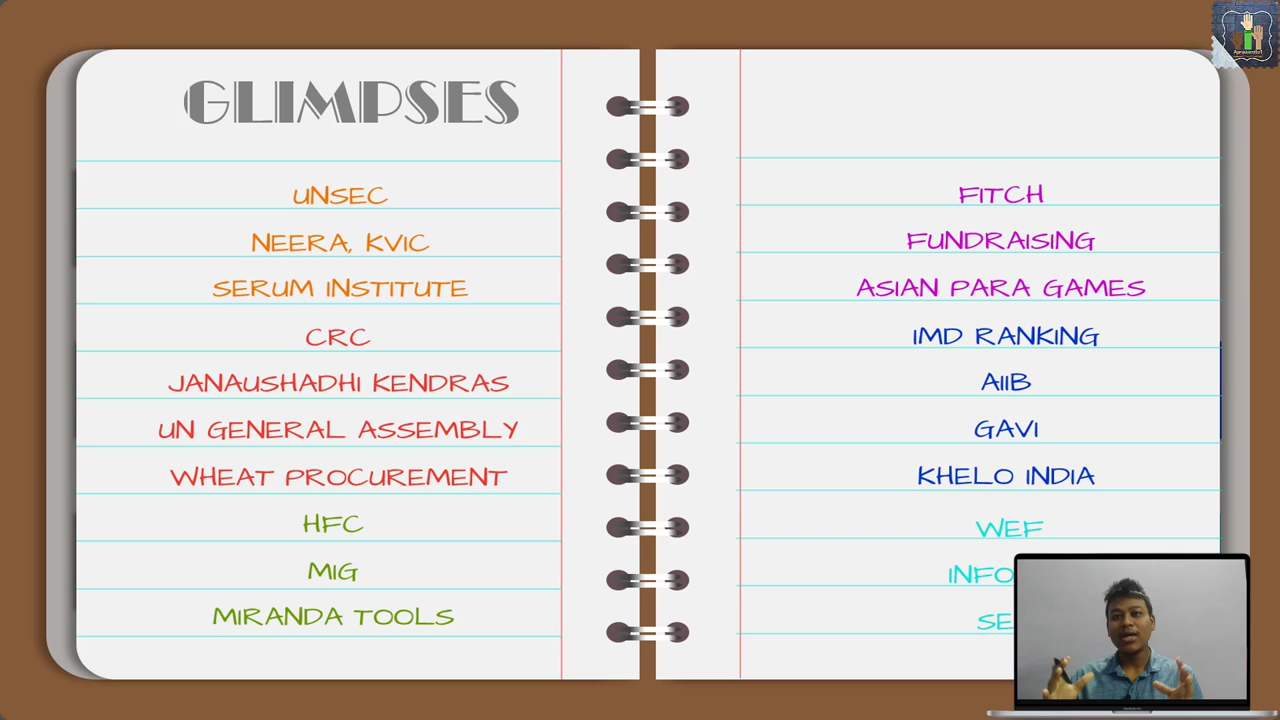 GLIMPSES
UNSEC
NEERA, KVIC
SERUM INSTITUTE
CRC
JANAUSHADHI KENDRAS
UN GENERAL ASSEMBLY
WHEAT PROCUREMENT
HFC
MIG
MIRANDA TOOLS
FITCH
FUNDRAISING
ASIAN PARA GAMES
IMD RANKING
AIIB
GAVI
KHELO INDIA
WEF